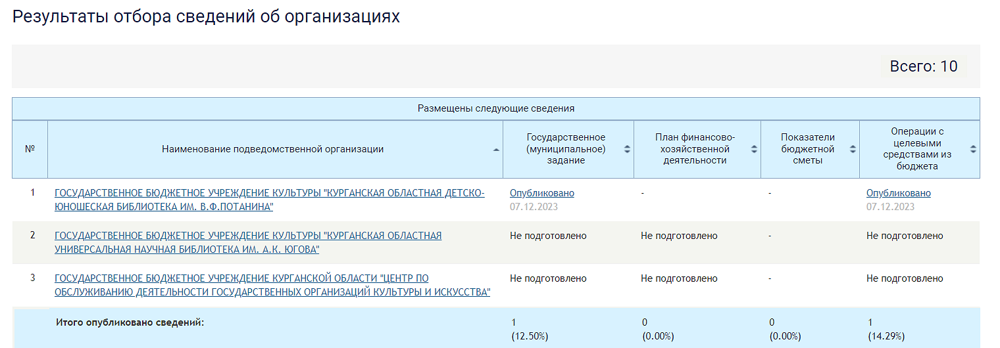 Результаты отбора сведений об организациях
Всего: 10
Размещены следующие сведения
№
Наименование подведомственной организации
Государственное
(муниципальное)
задание
План финансово-
хозяйственной
деятельности
Показатели
бюджетной
сметы
Операции с
целевыми
средствами из
бюджета
1
ГОСУДАРСТВЕННОЕ БЮДЖЕТНОЕ УЧРЕЖДЕНИЕ КУЛЬТУРЫ "КУРГАНСКАЯ ОБЛАСТНАЯ ДЕТСКО-
ЮНОШЕСКАЯ БИБЛИОТЕКА ИМ. В.Ф.ПОТАНИНА"
Опубликовано
07.12.2023
-
-
Опубликовано
07.12.2023
2
ГОСУДАРСТВЕННОЕ БЮДЖЕТНОЕ УЧРЕЖДЕНИЕ КУЛЬТУРЫ "КУРГАНСКАЯ ОБЛАСТНАЯ
УНИВЕРСАЛЬНАЯ НАУЧНАЯ БИБЛИОТЕКА ИМ. А.К. ЮГОВА"
Не подготовлено
Не подготовлено
-
Не подготовлено
3
ГОСУДАРСТВЕННОЕ БЮДЖЕТНОЕ УЧРЕЖДЕНИЕ КУРГАНСКОЙ ОБЛАСТИ "ЦЕНТР ПО
ОБСЛУЖИВАНИЮ ДЕЯТЕЛЬНОСТИ ГОСУДАРСТВЕННЫХ ОРГАНИЗАЦИЙ КУЛЬТУРЫ И ИСКУССТВА"
Не подготовлено
Не подготовлено
-
Не подготовлено
Итого опубликовано сведений:
1
(12.50%)
0
(0.00%)
0
(0.00%)
1
(14.29%)